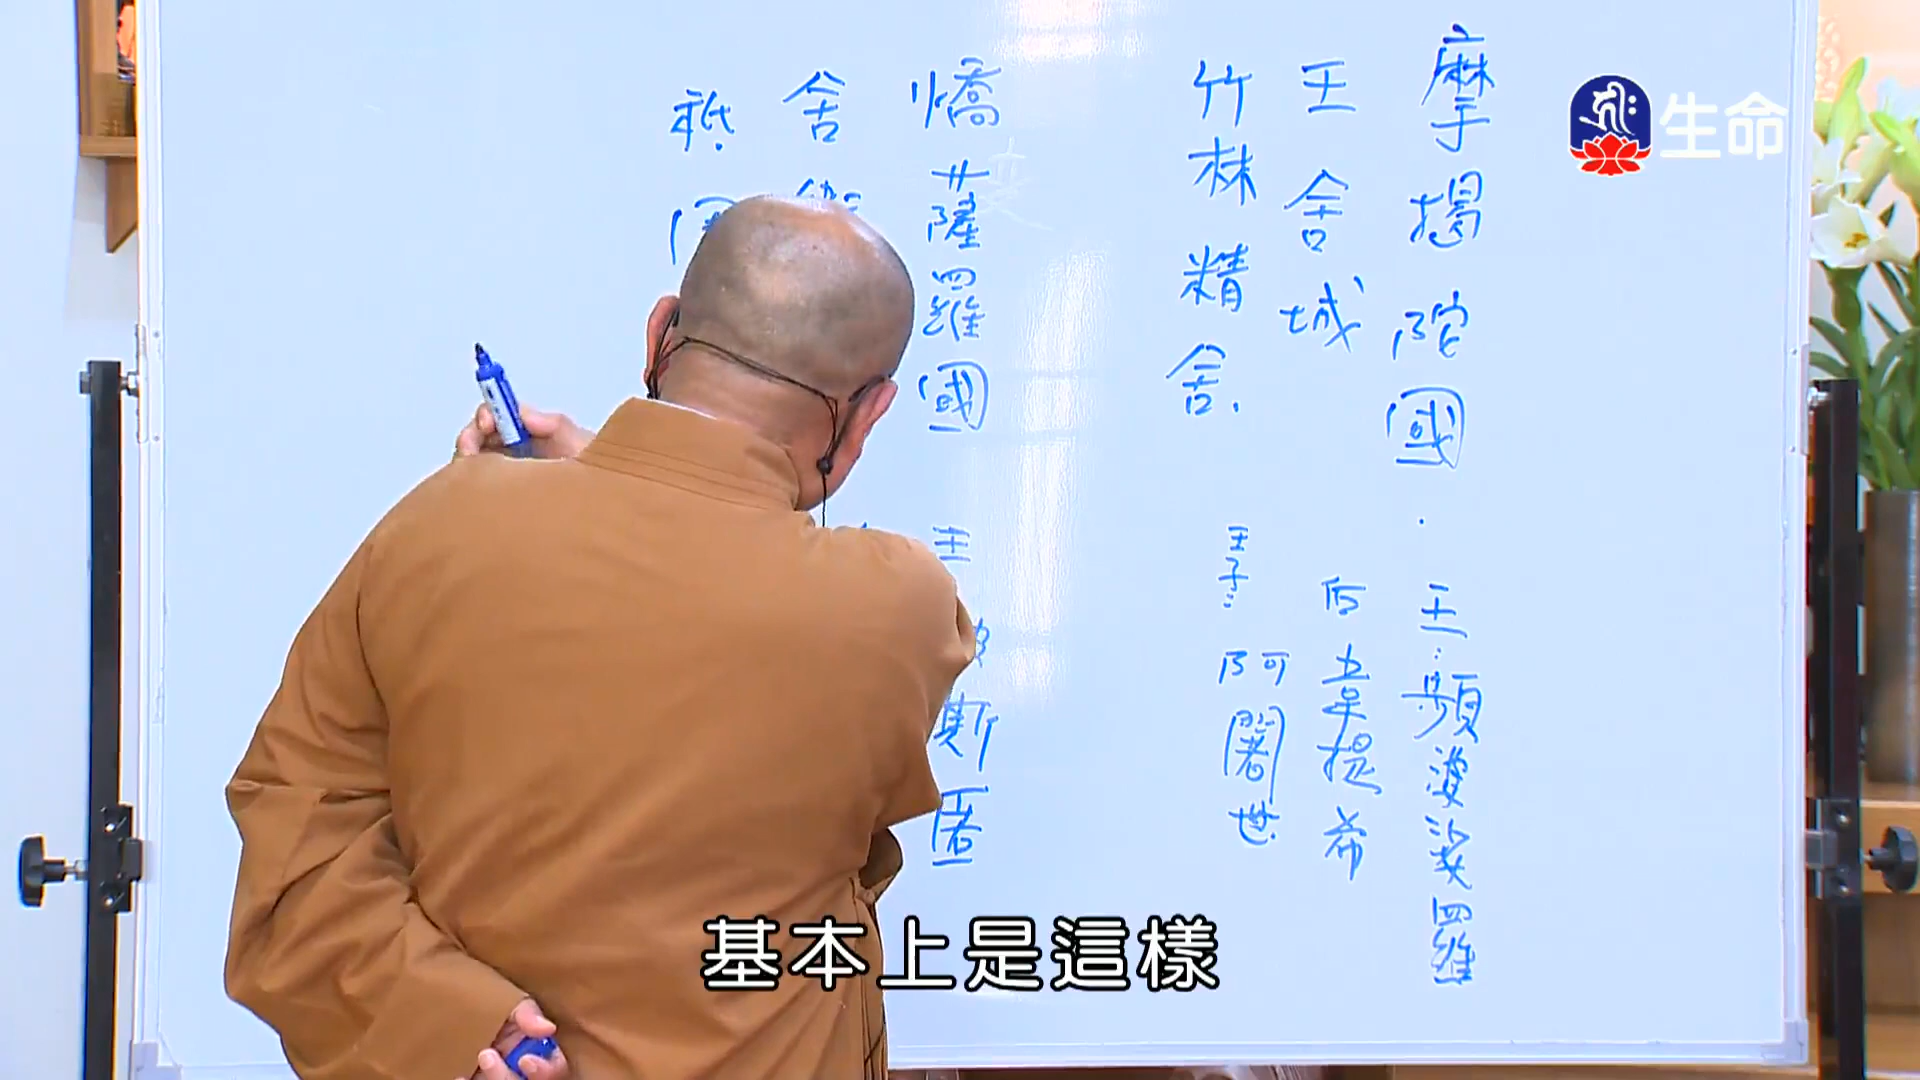 摩揭陀國
王舍城
竹林精舍
憍薩羅國
舍
祇
王:頻婆娑羅
后 韋提希
王子:阿闍世
王
斯匿
生命
基本上是這樣